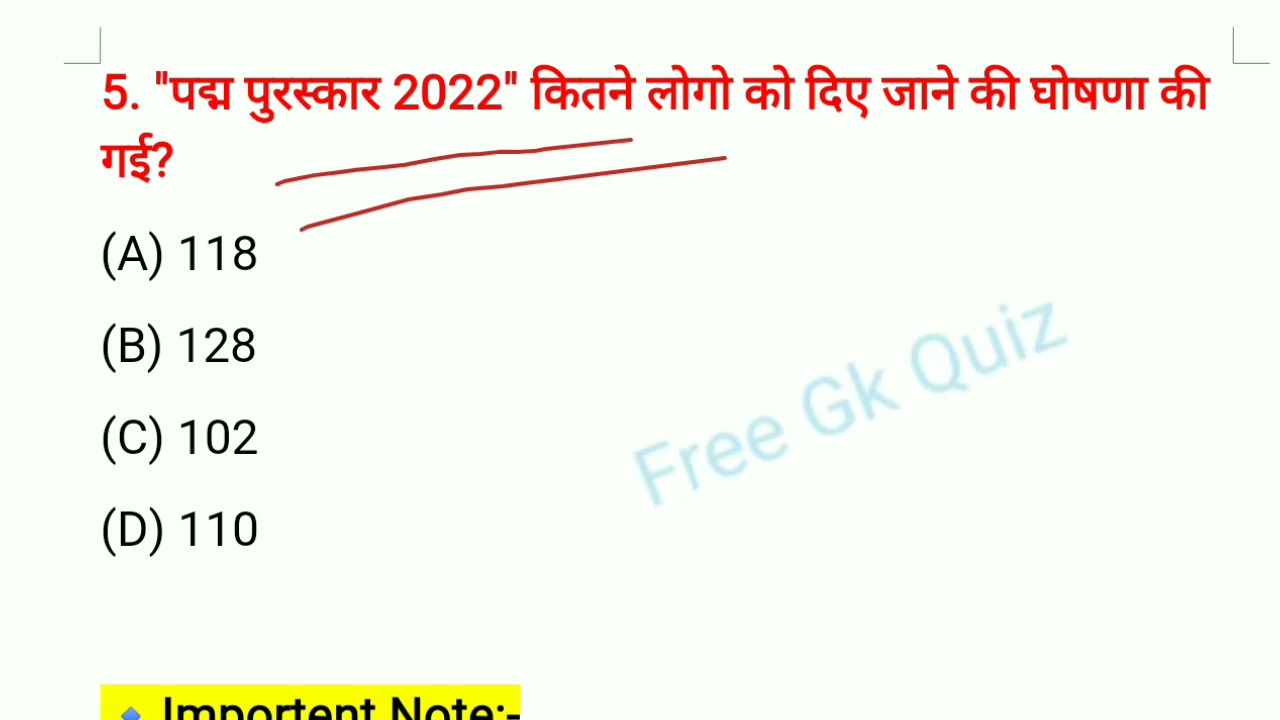 5. "पद्म पुरस्कार 2022" कितने लोगो को दिए जाने की घोषणा की
गई?
(A) 118
(B) 128
(C) 102
(D) 110
Free Gk Quiz
🔹 Importent Note:-